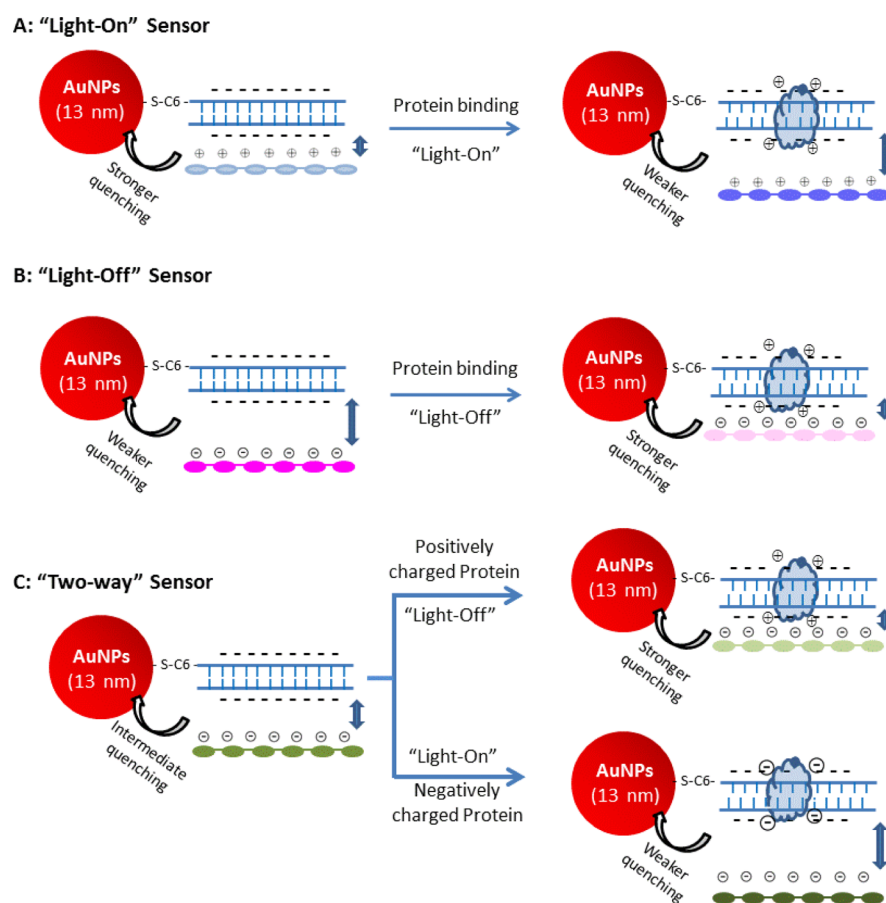 A: “Light-On” Sensor
AuNPs
(13 nm)
-S-C6-
Stronger
quenching
Protein binding
“Light-On”
AuNPs
(13 nm)
-S-C6-
Weaker
quenching
B: “Light-Off” Sensor
AuNPs
(13 nm)
S-C6
Weaker
quenching
Protein binding
“Light-Off”
AuNPs
(13 nm)
-S-C6-
Stronger
quenching
C: “Two-way” Sensor
AuNPs
(13 nm)
-S-C6
Intermediate
quenching
Positively
charged Protein
“Light-Off”
AuNPs
(13 nm)
-S-C6-
Stronger
quenching
“Light-On”
Negatively
charged Protein
AuNPs
(13 nm)
-S-C6-
Weaker
quenching